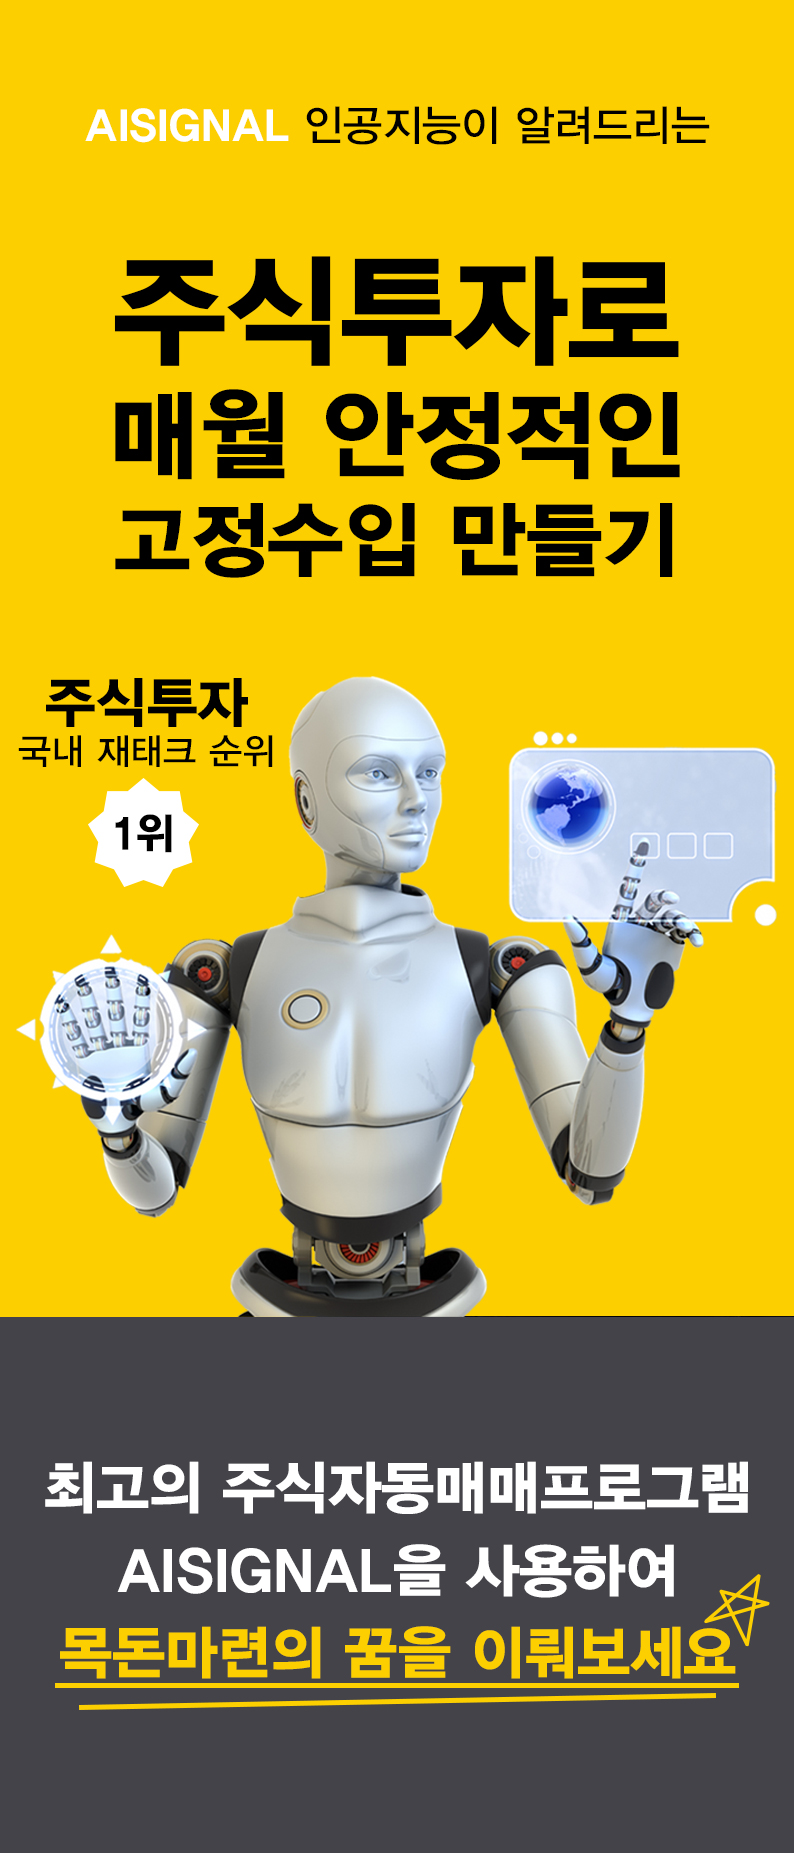 AISIGNAL 인공지능이 알려드리는
주식투자로
매월 안정적인
고정수입 만들기
주식투자
국내 재태크 순위
1위
최고의 주식자동매매프로그램
AISIGNAL을 사용하여
목돈마련의 꿈을 이뤄보세요